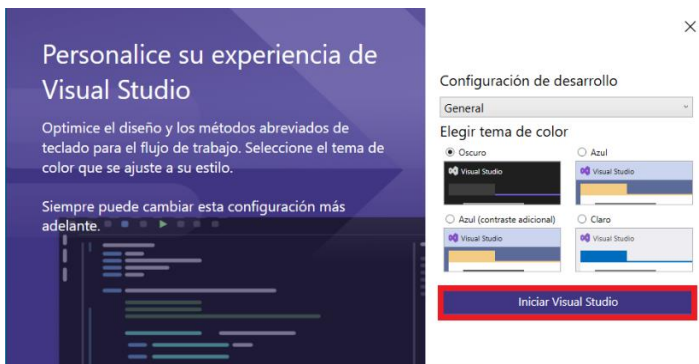 Personalice su experiencia de
Visual Studio
Optimice el diseño y los métodos abreviados de
teclado para el flujo de trabajo. Seleccione el tema de
color que se ajuste a su estilo.
Siempre puede cambiar esta configuración más
adelante.
Configuración de desarrollo
General
Elegir tema de color
Oscuro
Azul
Visual Studio
Visual Studio
Azul (contraste adicional)
Claro
Visual Studio
Visual Studio
Iniciar Visual Studio